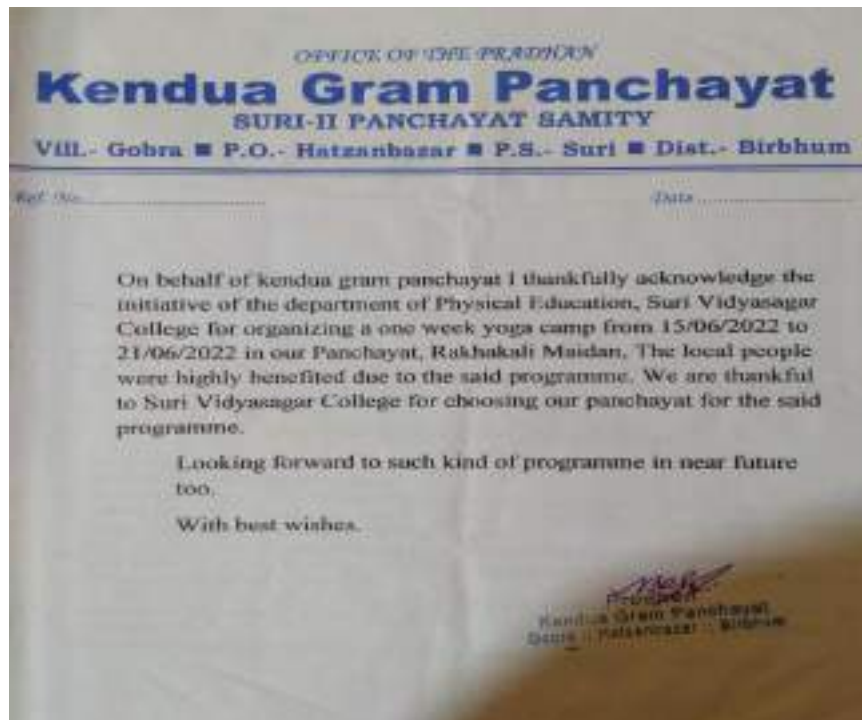 OFFICE OF THE PRADHAN
Kendua Gram Panchayat
SURI-II PANCHAYAT SAMITY
Vill.- Gobra ■ P.O.- Hatzanbazar ■ P.S.- Suri ■ Dist.- Birbhum
Ref. No............................ Date............................
On behalf of kendua gram panchayat I thankfully acknowledge the
initiative of the department of Physical Education, Suri Vidyasagar
College for organizing a one week yoga camp from 15/06/2022 to
21/06/2022 in our Panchayat, Rakhakali Maidan. The local people
were highly benefited due to the said programme. We are thankful
to Suri Vidyasagar College for choosing our panchayat for the said
programme.
Looking forward to such kind of programme in near future
too.
With best wishes.
Pradhan
Kendua Gram Panchayat
Gobra :: Hatzanbazar :: Birbhum